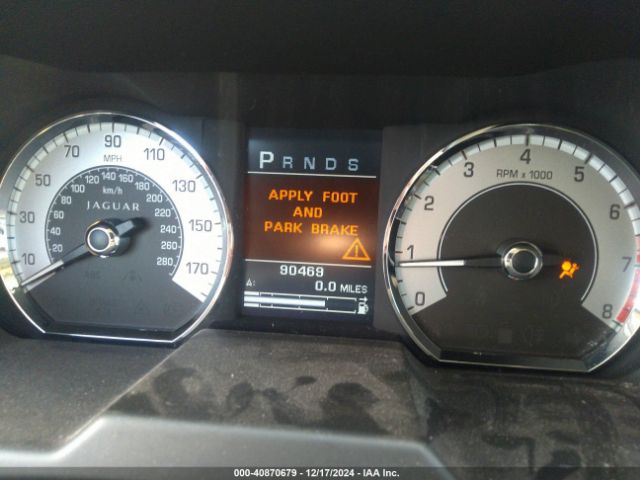 10 30 50 70 90 110 130 150 170
MPH
20 40 60 80 100 120 140 160 180 200 220 240 260 280
km/h
JAGUAR
P R N D S
APPLY FOOT
AND
PARK BRAKE
90469
A: 0.0 MILES
0 1 2 3 4 5 6 7 8
RPM x 1000
000-40870679 - 12/17/2024 - IAA Inc.